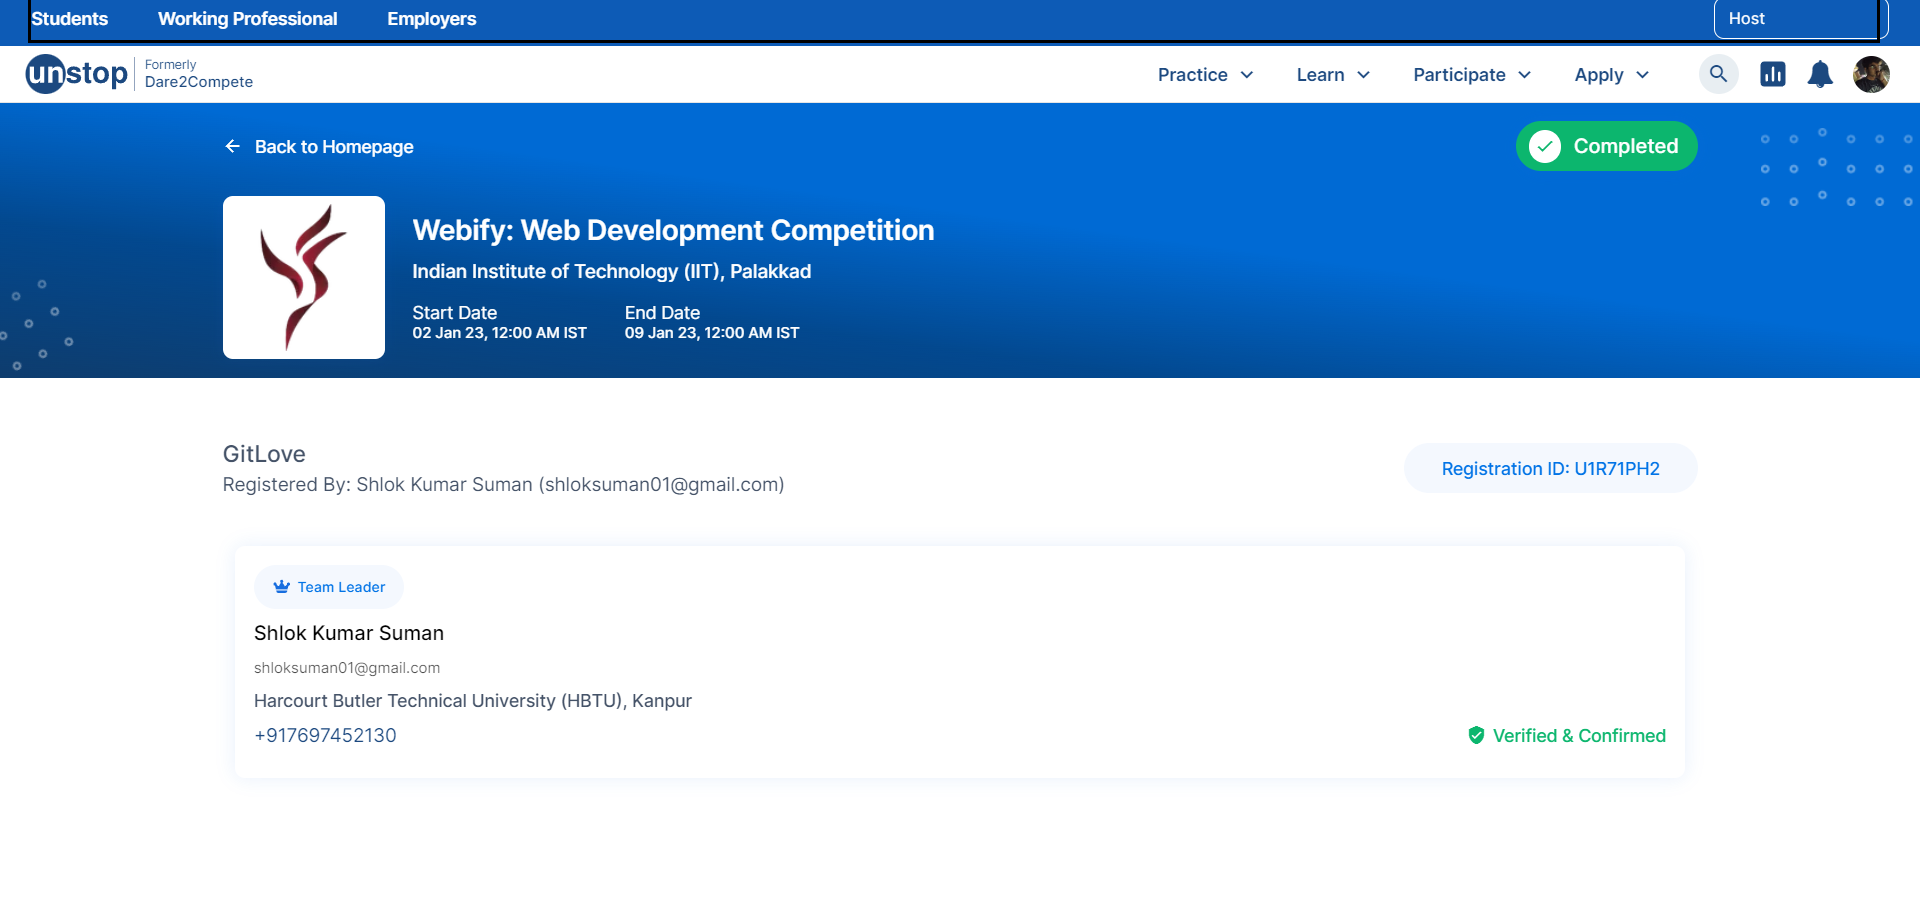 Students Working Professional Employers Host
unstop Formerly
Dare2Compete
Practice Learn Participate Apply
Back to Homepage
Completed
Webify: Web Development Competition
Indian Institute of Technology (IIT), Palakkad
Start Date End Date
02 Jan 23, 12:00 AM IST 09 Jan 23, 12:00 AM IST
GitLove
Registered By: Shlok Kumar Suman (shloksuman01@gmail.com)
Registration ID: U1R71PH2
Team Leader
Shlok Kumar Suman
shloksuman01@gmail.com
Harcourt Butler Technical University (HBTU), Kanpur
+917697452130
Verified & Confirmed